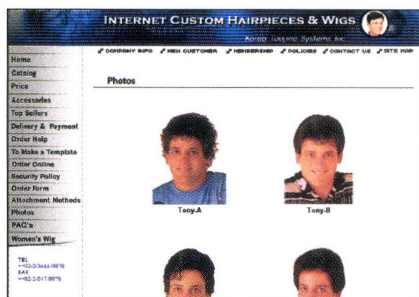 INTERNET CUSTOM HAIRPIECES & WIGS
Korea Toupee Systems Inc.
COMPANY INFO NEW CUSTOMER MEMBERSHIP POLICIES CONTACT US SITE MAP
Home
Catalog
Price
Accessories
Top Sellers
Delivery & Payment
Order Help
To Make a Template
Order Online
Security Policy
Order Form
Attachment Methods
Photos
FAQ's
Women's Wig
TEL
FAX
Photos
Tony-A
Tony-B